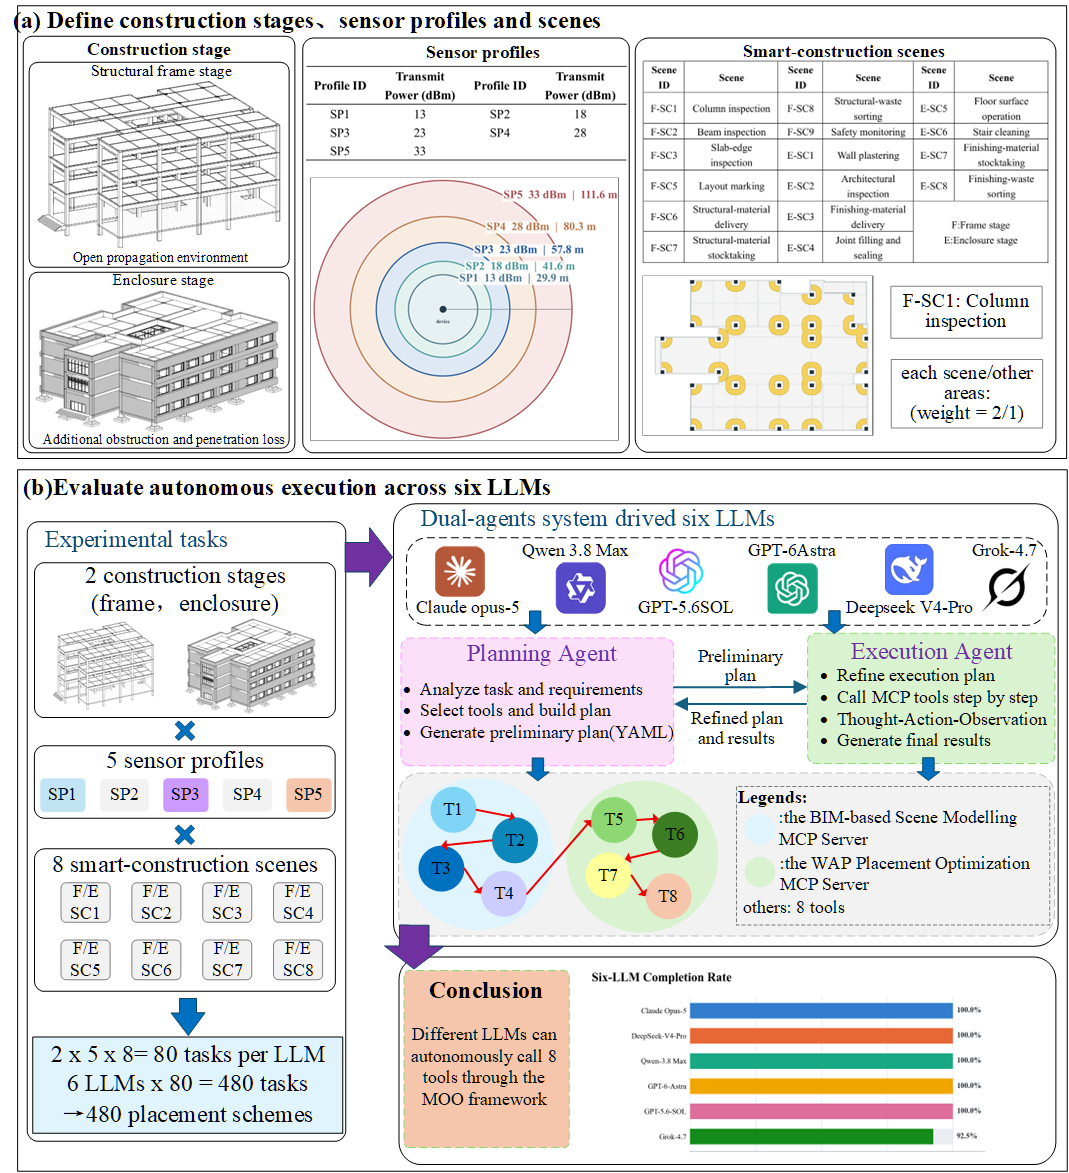 (a) Define construction stages、sensor profiles and scenes
Construction stage
Structural frame stage
Open propagation environment
Enclosure stage
Additional obstruction and penetration loss
Sensor profiles
Profile ID
Transmit
Power (dBm)
Profile ID
Transmit
Power (dBm)
SP1 13 SP2 18
SP3 23 SP4 28
SP5 33
SP5 33 dBm | 111.6 m
SP4 28 dBm | 80.3 m
SP3 23 dBm | 57.8 m
SP2 18 dBm | 41.6 m
SP1 13 dBm | 29.9 m
device
Smart-construction scenes
Scene
ID
Scene
Scene
ID
Scene
Scene
ID
Scene
F-SC1
Column inspection
F-SC8
Structural-waste
sorting
E-SC5
Floor surface
operation
F-SC2
Beam inspection
F-SC9
Safety monitoring
E-SC6
Stair cleaning
F-SC3
Slab-edge
inspection
E-SC1
Wall plastering
E-SC7
Finishing-material
stocktaking
F-SC5
Layout marking
E-SC2
Architectural
inspection
E-SC8
Finishing-waste
sorting
F-SC6
Structural-material
delivery
E-SC3
Finishing-material
delivery
F:Frame stage
E:Enclosure stage
F-SC7
Structural-material
stocktaking
E-SC4
Joint filling and
sealing
F-SC1: Column
inspection
each scene/other
areas:
(weight = 2/1)
(b)Evaluate autonomous execution across six LLMs
Experimental tasks
2 construction stages
(frame，enclosure)
5 sensor profiles
SP1 SP2 SP3 SP4 SP5
8 smart-construction scenes
F/E
SC1
F/E
SC2
F/E
SC3
F/E
SC4
F/E
SC5
F/E
SC6
F/E
SC7
F/E
SC8
2 x 5 x 8= 80 tasks per LLM
6 LLMs x 80 = 480 tasks
→480 placement schemes
Dual-agents system drived six LLMs
Claude opus-5
Qwen 3.8 Max
GPT-5.6SOL
GPT-6Astra
Deepseek V4-Pro
Grok-4.7
Planning Agent
• Analyze task and requirements
• Select tools and build plan
• Generate preliminary plan(YAML)
Preliminary
plan
Refined plan
and results
Execution Agent
• Refine execution plan
• Call MCP tools step by step
• Thought-Action-Observation
• Generate final results
T1
T2
T3
T4
T5
T6
T7
T8
Legends:
:the BIM-based Scene Modelling
MCP Server
:the WAP Placement Optimization
MCP Server
others: 8 tools
Conclusion
Different LLMs can
autonomously call 8
tools through the
MOO framework
Six-LLM Completion Rate
Claude Opus-5 100.0%
DeepSeek-V4-Pro 100.0%
Qwen-3.8 Max 100.0%
GPT-6-Astra 100.0%
GPT-5.6-SOL 100.0%
Grok-4.7 92.5%